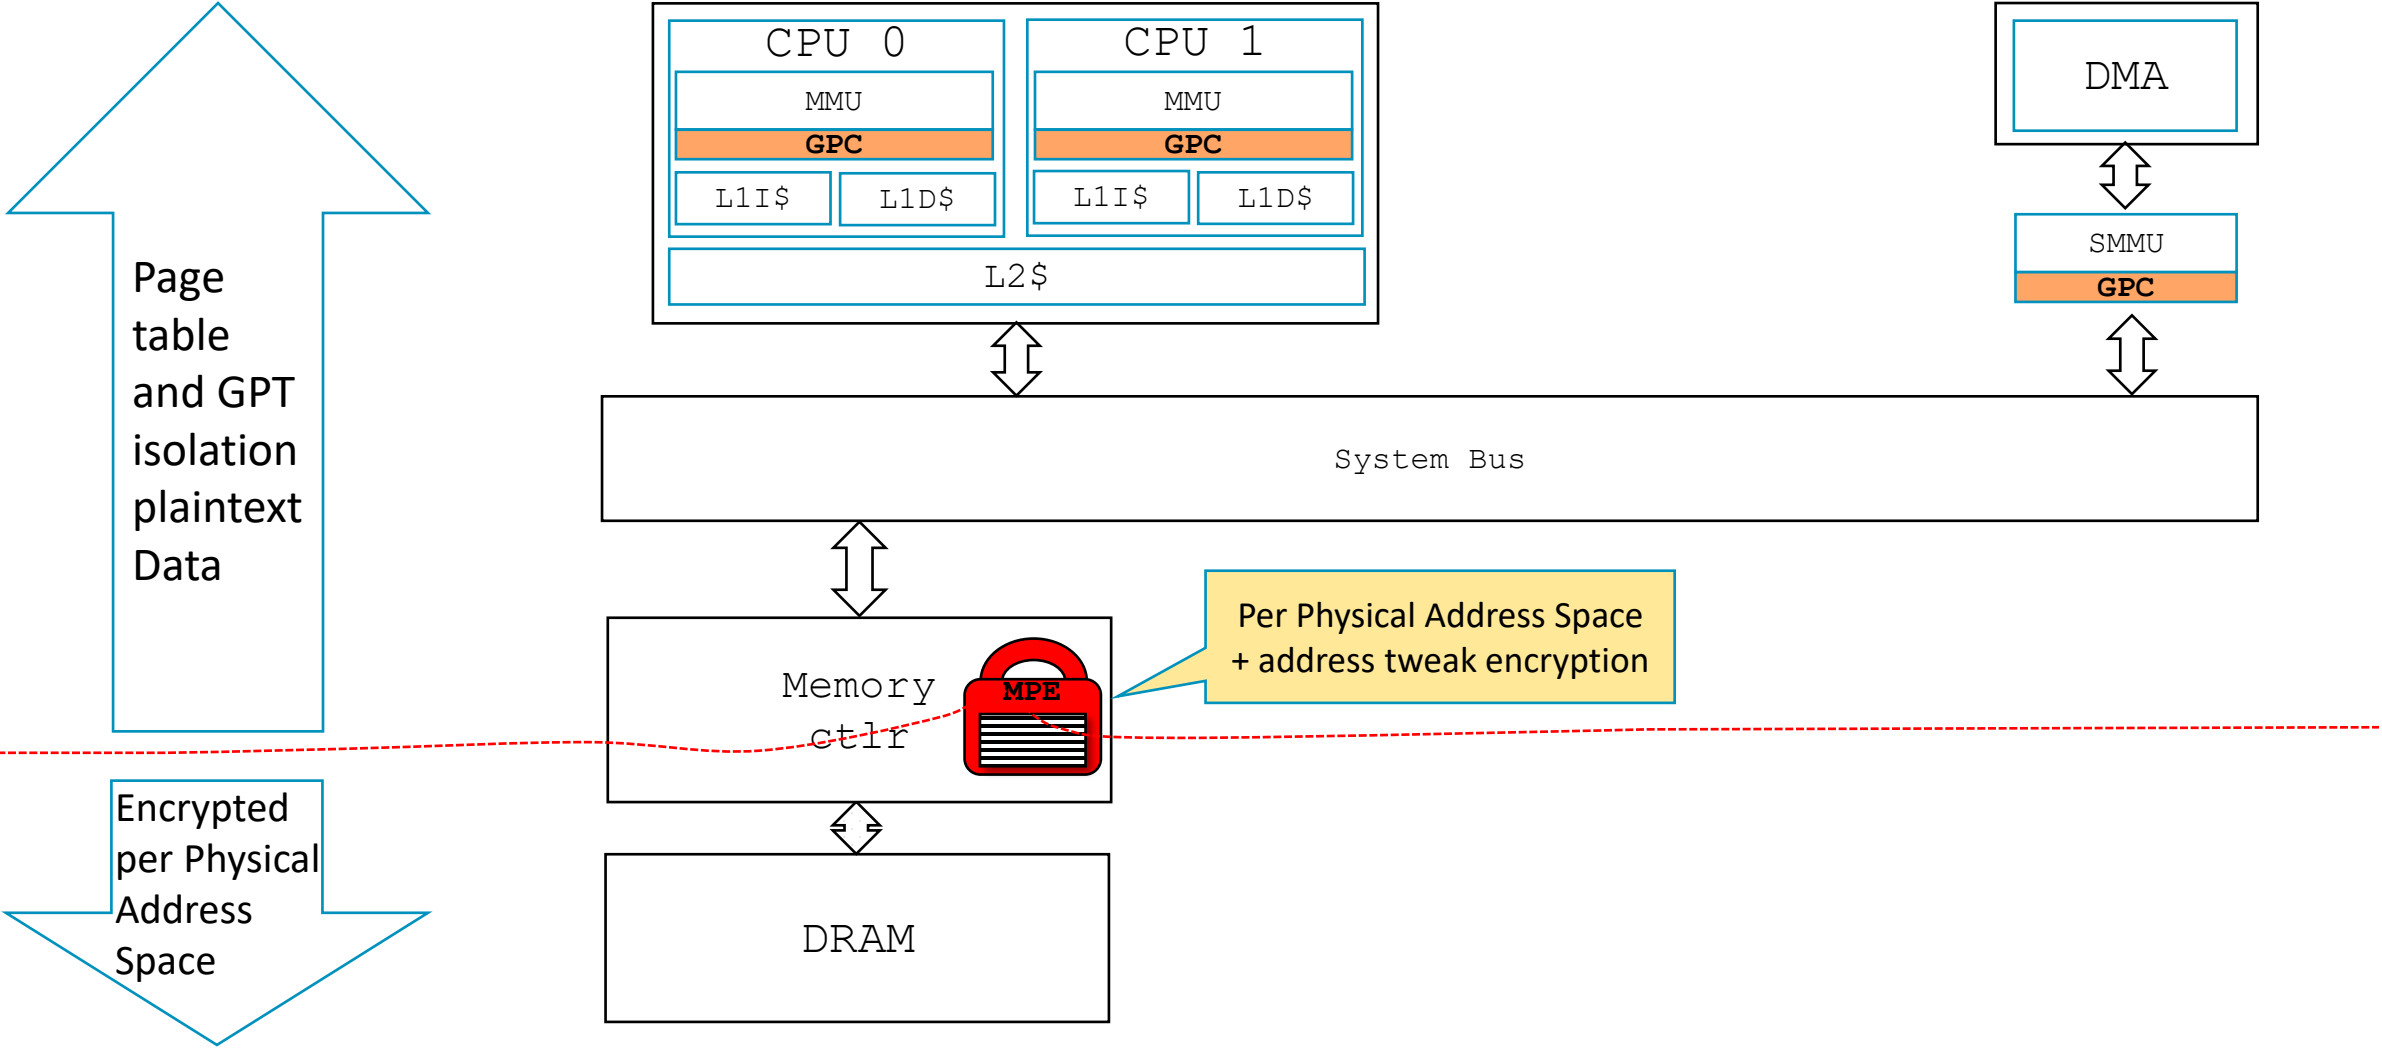 CPU 0
MMU
GPC
L1I$
L1D$
CPU 1
MMU
GPC
L1I$
L1D$
L2$
DMA
SMMU
GPC
System Bus
Page
table
and GPT
isolation
plaintext
Data
Memory
ctlr
MPE
Per Physical Address Space
+ address tweak encryption
Encrypted
per Physical
Address
Space
DRAM